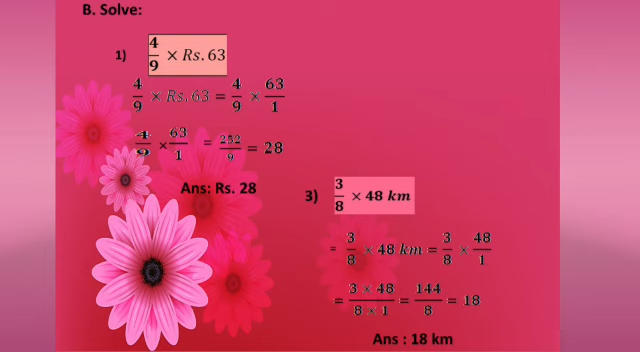 B. Solve:
1) 4/9 × Rs. 63
4/9 × Rs. 63 = 4/9 × 63/1
4/9 × 63/1 = 252/9 = 28
Ans: Rs. 28
3) 3/8 × 48 km
= 3/8 × 48 km = 3/8 × 48/1
= 3 × 48/8 × 1 = 144/8 = 18
Ans : 18 km